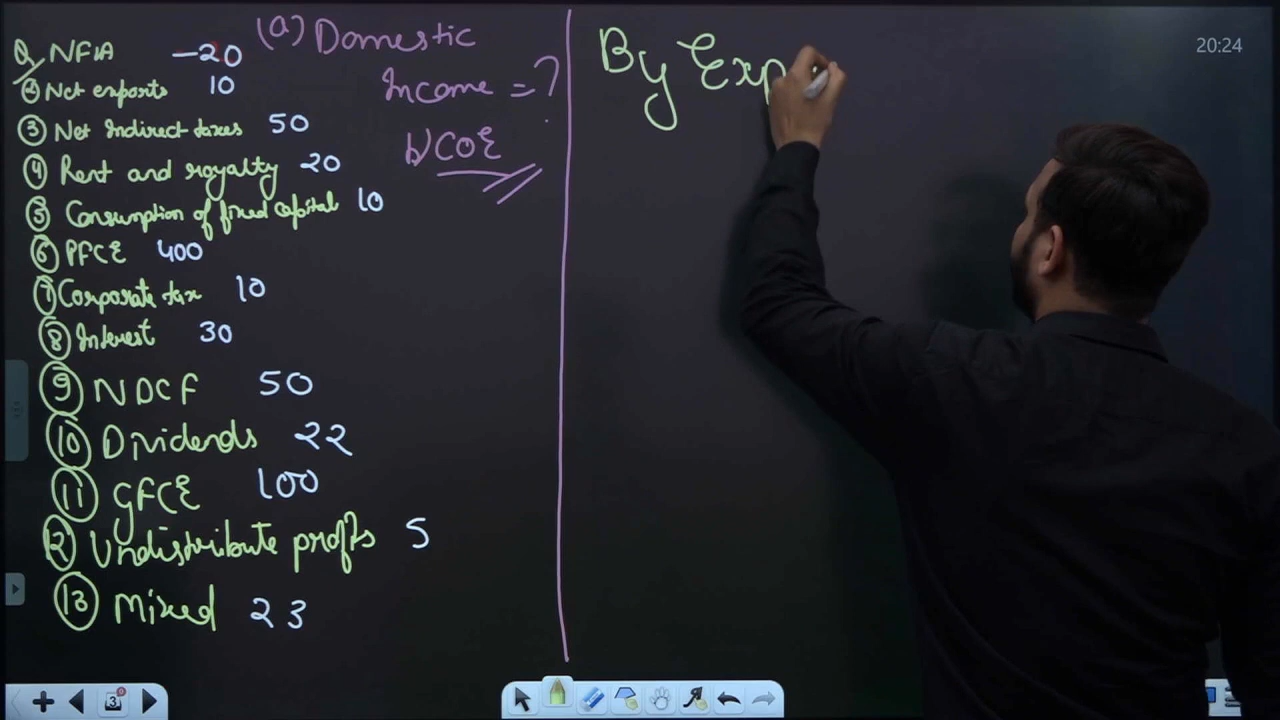 Q NFIA -20
② Net exports 10
③ Net Indirect taxes 50
④ Rent and royalty 20
⑤ Consumption of fixed capital 10
⑥ PFCE 400
⑦ Corporate tax 10
⑧ Interest 30
⑨ NDCF 50
⑩ Dividends 22
⑪ GFCE 100
⑫ Undistribute profits 5
⑬ Mixed 23
(a) Domestic
Income = ?
b) COE
By Exp
20:24
3